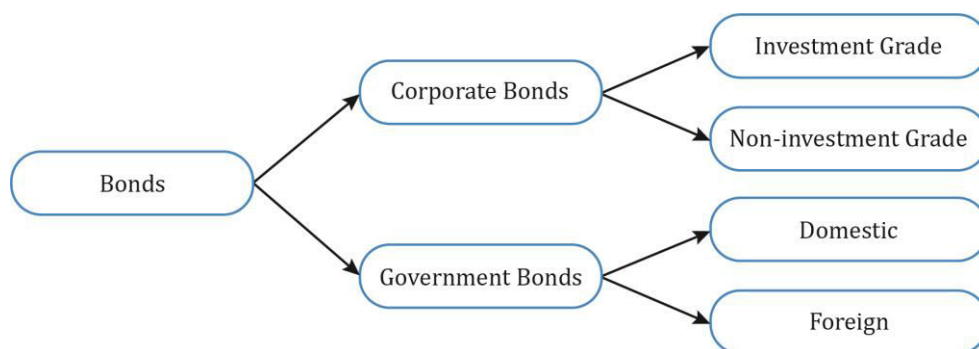 Bonds
Corporate Bonds
Government Bonds
Investment Grade
Non-investment Grade
Domestic
Foreign